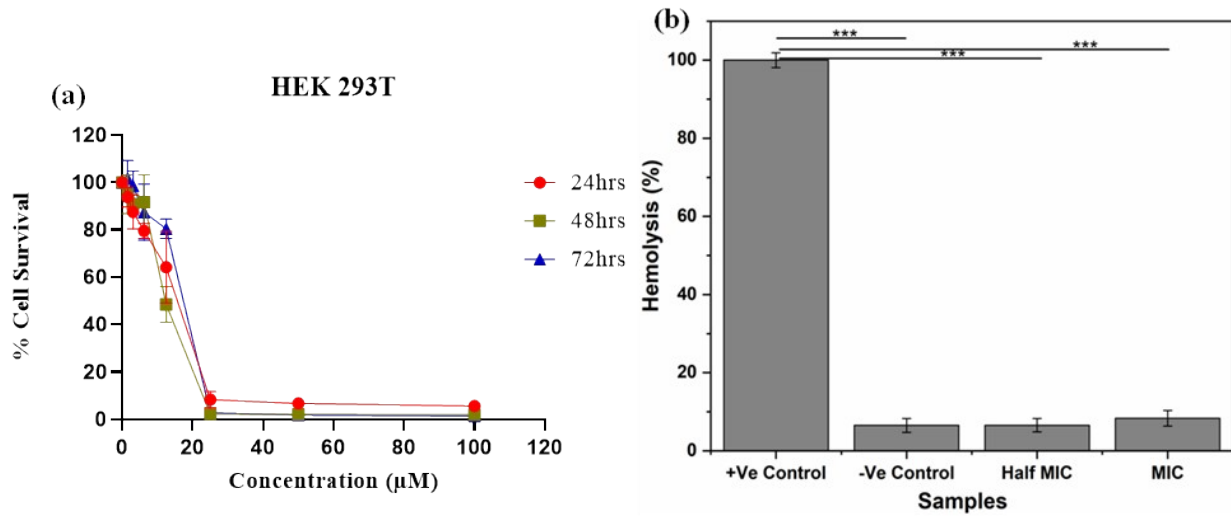 (a)
HEK 293T
% Cell Survival
120
100
80
60
40
20
0
0 20 40 60 80 100 120
Concentration (µM)
24hrs
48hrs
72hrs
(b)
***
***
***
Hemolysis (%)
100
80
60
40
20
0
+Ve Control -Ve Control Half MIC MIC
Samples